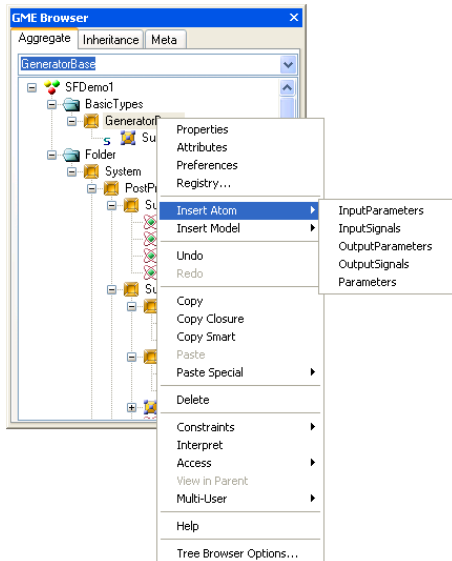 GME Browser
Aggregate Inheritance Meta
GeneratorBase
SFDemo1
BasicTypes
S
Folder
System
Properties
Attributes
Preferences
Registry...
Insert Atom
Insert Model
Undo
Redo
Copy
Copy Closure
Copy Smart
Paste
Paste Special
Delete
Constraints
Interpret
Access
View in Parent
Multi-User
Help
Tree Browser Options...
InputParameters
InputSignals
OutputParameters
OutputSignals
Parameters